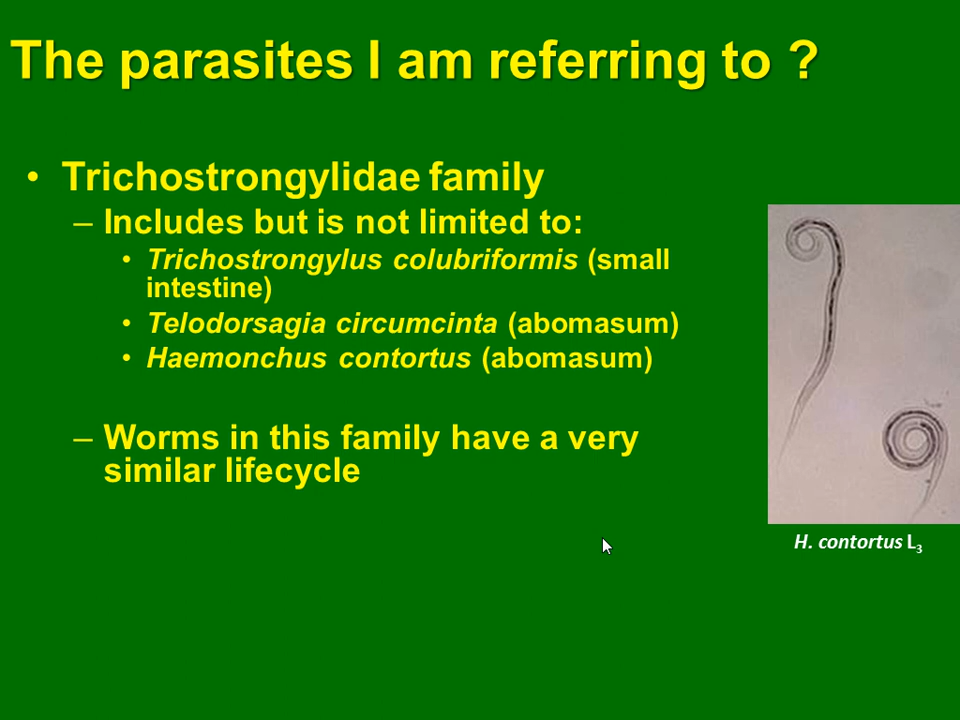 The parasites I am referring to ?
• Trichostrongylidae family
– Includes but is not limited to:
• Trichostrongylus colubriformis (small
intestine)
• Telodorsagia circumcinta (abomasum)
• Haemonchus contortus (abomasum)
– Worms in this family have a very
similar lifecycle
H. contortus L₃